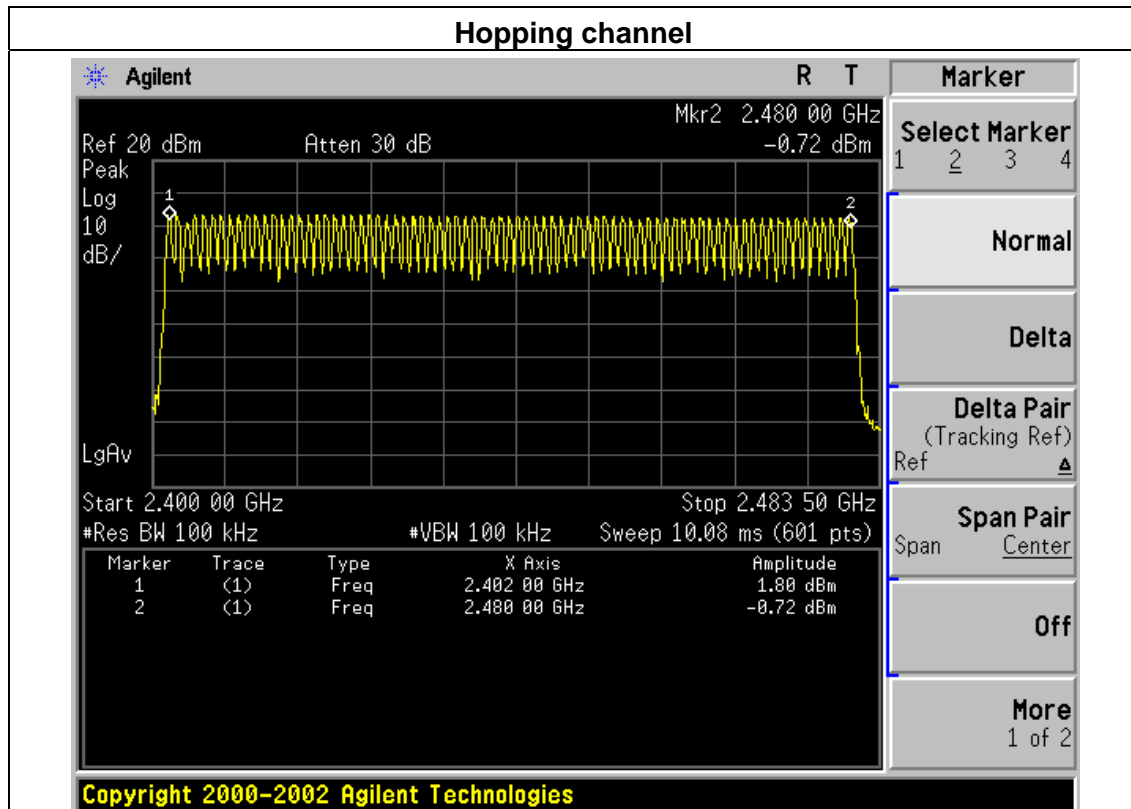 Hopping channel
Agilent R T Marker
Mkr2 2.480 00 GHz
Ref 20 dBm Atten 30 dB -0.72 dBm
Peak
Log
10
dB/
1
2
LgAv
Start 2.400 00 GHz Stop 2.483 50 GHz
#Res BW 100 kHz #VBW 100 kHz Sweep 10.08 ms (601 pts)
Marker Trace Type X Axis Amplitude
1 (1) Freq 2.402 00 GHz 1.80 dBm
2 (1) Freq 2.480 00 GHz -0.72 dBm
Select Marker
1 2 3 4
Normal
Delta
Delta Pair
(Tracking Ref)
Ref Δ
Span Pair
Span Center
Off
More
1 of 2
Copyright 2000-2002 Agilent Technologies